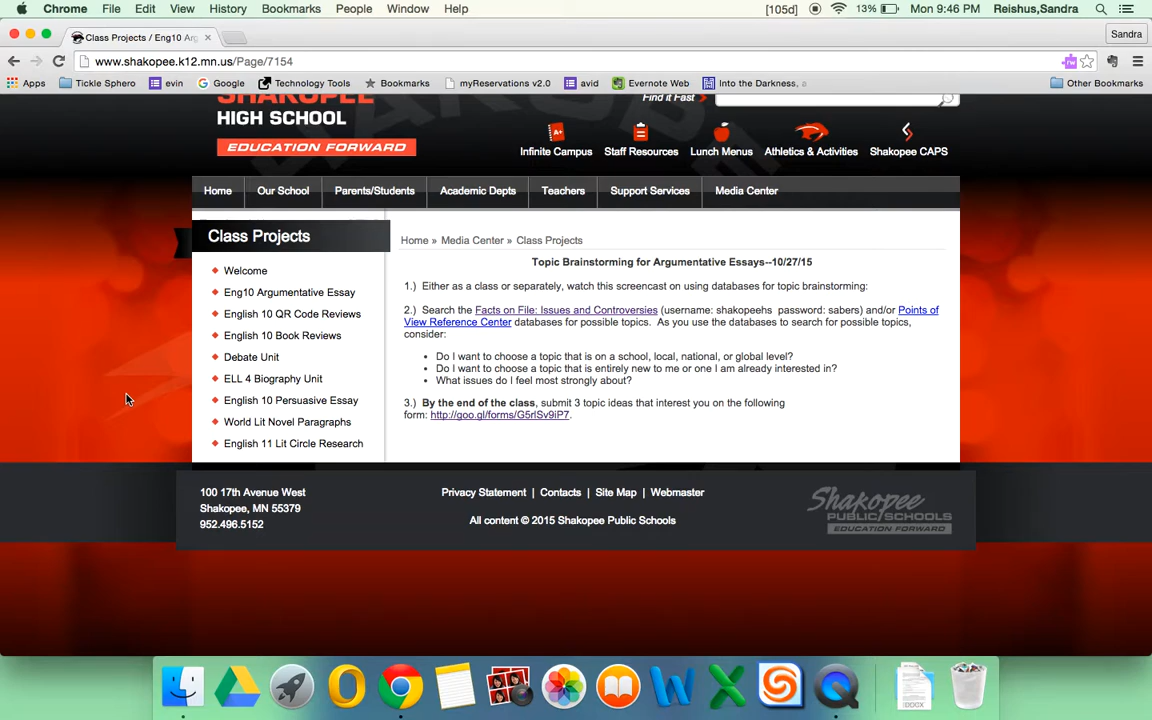 Chrome File Edit View History Bookmarks People Window Help [105d] 13% Mon 9:46 PM Reishus,Sandra
Class Projects / Eng10 Ar × Sandra
www.shakopee.k12.mn.us/Page/7154 rw
Apps Tickle Sphero evin Google Technology Tools Bookmarks myReservations v2.0 avid Evernote Web Into the Darkness, Other Bookmarks
SHAKOPEE Find it Fast
HIGH SCHOOL
EDUCATION FORWARD
A+
Infinite Campus Staff Resources Lunch Menus Athletics & Activities Shakopee CAPS
Home Our School Parents/Students Academic Depts Teachers Support Services Media Center
Class Projects
Welcome
Eng10 Argumentative Essay
English 10 QR Code Reviews
English 10 Book Reviews
Debate Unit
ELL 4 Biography Unit
English 10 Persuasive Essay
World Lit Novel Paragraphs
English 11 Lit Circle Research
Home » Media Center » Class Projects
Topic Brainstorming for Argumentative Essays--10/27/15
1.) Either as a class or separately, watch this screencast on using databases for topic brainstorming:
2.) Search the Facts on File: Issues and Controversies (username: shakopeehs password: sabers) and/or Points of
View Reference Center databases for possible topics. As you use the databases to search for possible topics,
consider:
• Do I want to choose a topic that is on a school, local, national, or global level?
• Do I want to choose a topic that is entirely new to me or one I am already interested in?
• What issues do I feel most strongly about?
3.) By the end of the class, submit 3 topic ideas that interest you on the following
form: http://goo.gl/forms/G5rlSv9iP7.
100 17th Avenue West
Shakopee, MN 55379
952.496.5152
Privacy Statement | Contacts | Site Map | Webmaster
All content © 2015 Shakopee Public Schools
Shakopee
PUBLIC SCHOOLS
EDUCATION FORWARD
DOCX